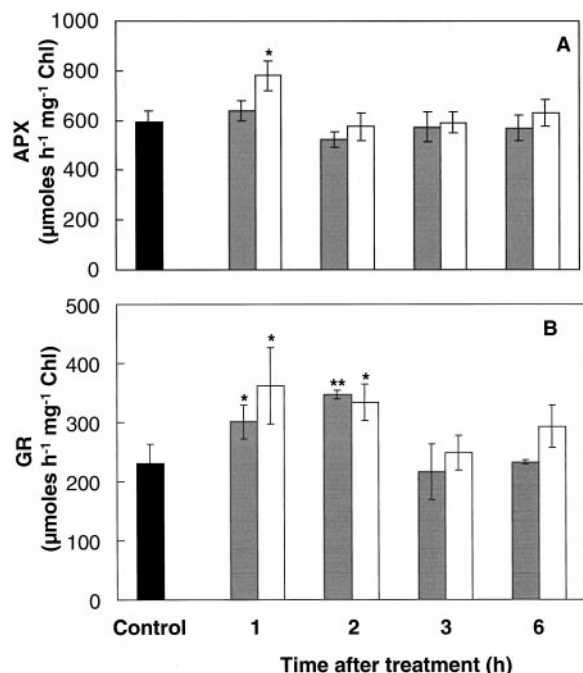 1000
800
600
400
200
0
APX
(µmoles h-1 mg-1 Chl)
A
*
500
400
300
200
100
0
GR
(µmoles h-1 mg-1 Chl)
B
* * ** *
Control 1 2 3 6
Time after treatment (h)